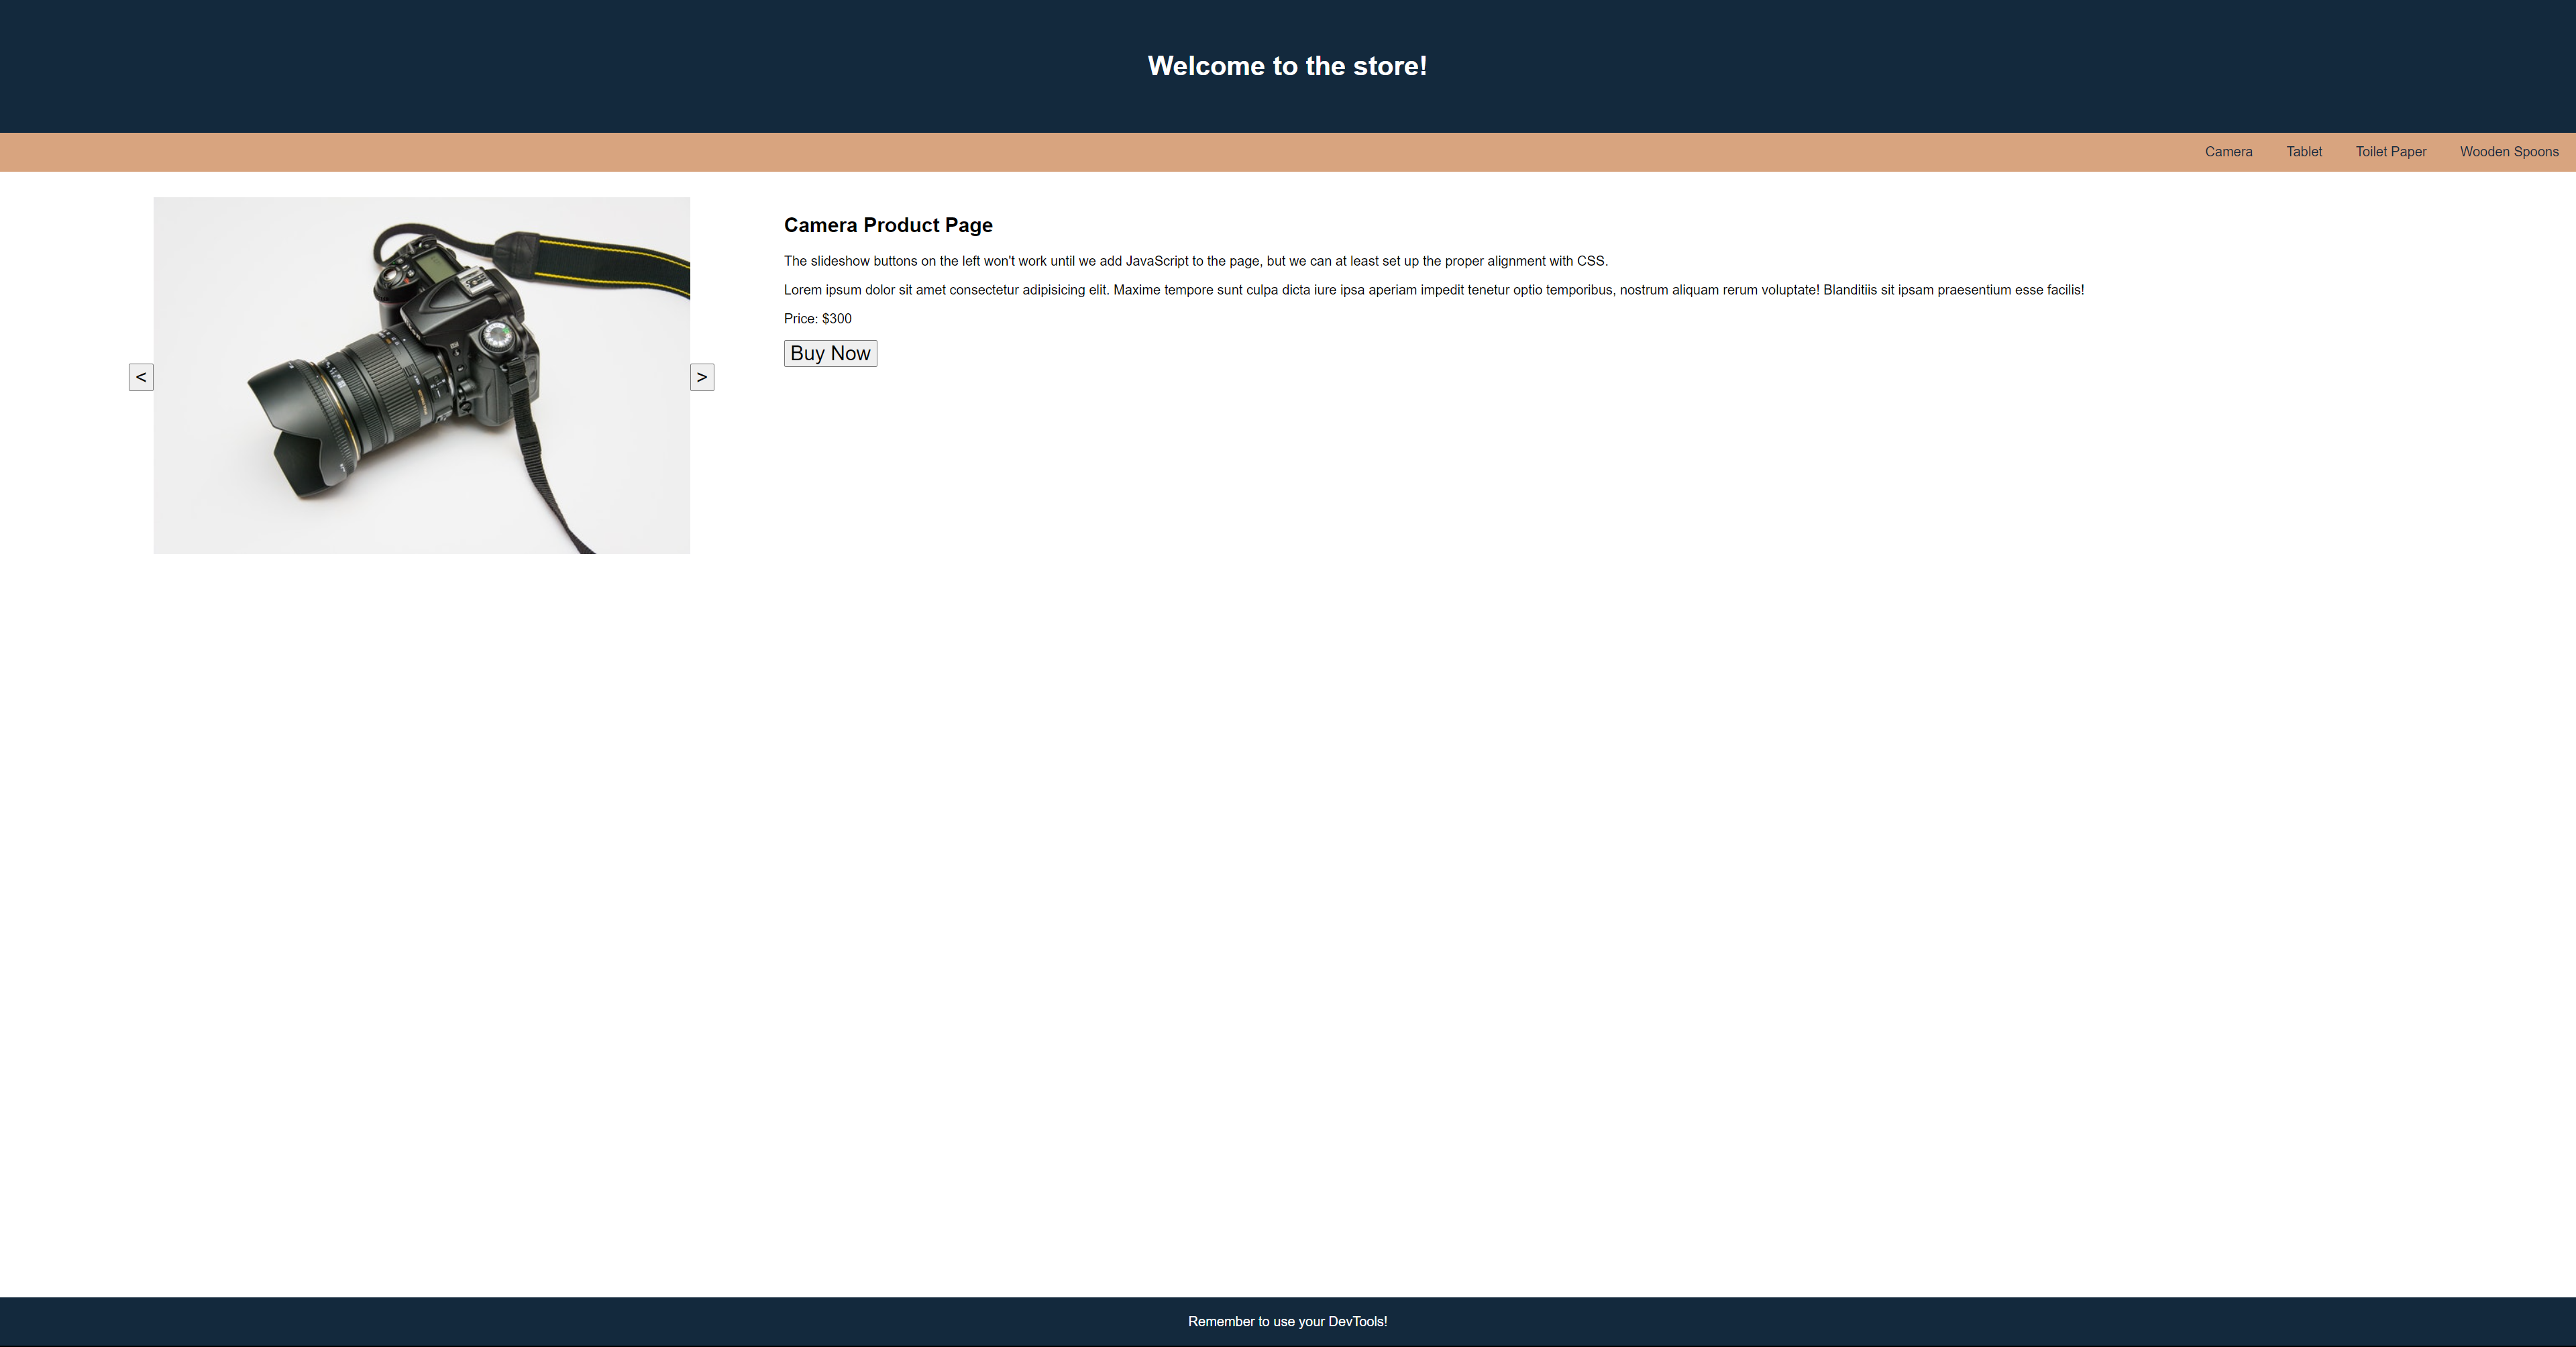 Welcome to the store!
Camera Tablet Toilet Paper Wooden Spoons
Camera Product Page
The slideshow buttons on the left won't work until we add JavaScript to the page, but we can at least set up the proper alignment with CSS.
Lorem ipsum dolor sit amet consectetur adipisicing elit. Maxime tempore sunt culpa dicta iure ipsa aperiam impedit tenetur optio temporibus, nostrum aliquam rerum voluptate! Blanditiis sit ipsam praesentium esse facilis!
Price: $300
Buy Now
< >
Remember to use your DevTools!